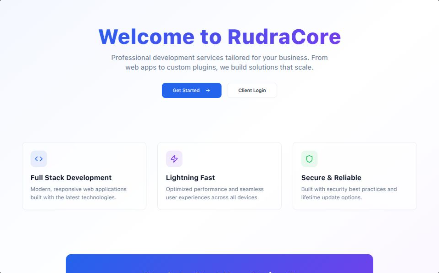 Welcome to RudraCore
Professional development services tailored for your business. From
web apps to custom plugins, we build solutions that scale.
Get Started →
Client Login
Full Stack Development
Modern, responsive web applications
built with the latest technologies.
Lightning Fast
Optimized performance and seamless
user experiences across all devices.
Secure & Reliable
Built with security best practices and
lifetime update options.